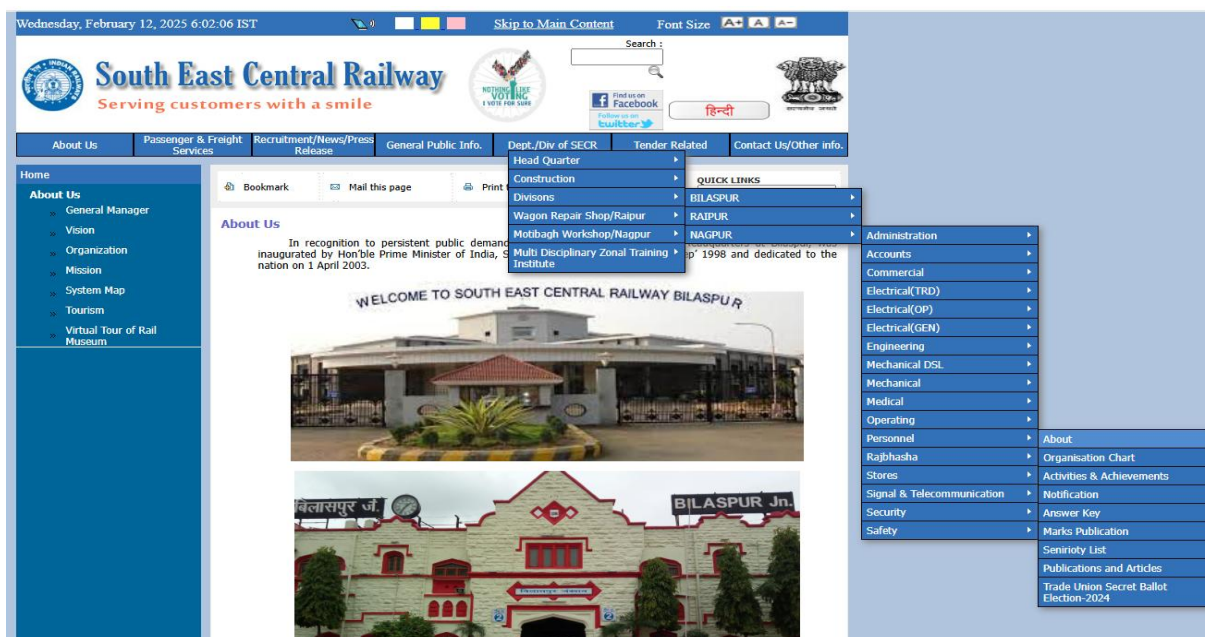 Wednesday, February 12, 2025 6:02:06 IST
Skip to Main Content
Font Size A+ A A-
South East Central Railway
Serving customers with a smile
NOTHING LIKE
VOTING
I VOTE FOR SURE
Search :
Find us on
Facebook
Follow us on
twitter
हिन्दी
सत्यमेव जयते
About Us
Passenger & Freight
Services
Recruitment/News/Press
Release
General Public Info.
Dept./Div of SECR
Tender Related
Contact Us/Other info.
Home
About Us
General Manager
Vision
Organization
Mission
System Map
Tourism
Virtual Tour of Rail
Museum
Bookmark
Mail this page
Print
QUICK LINKS
Head Quarter
Construction
Divisons
Wagon Repair Shop/Raipur
Motibagh Workshop/Nagpur
Multi Disciplinary Zonal Training
Institute
BILASPUR
RAIPUR
NAGPUR
Administration
Accounts
Commercial
Electrical(TRD)
Electrical(OP)
Electrical(GEN)
Engineering
Mechanical DSL
Mechanical
Medical
Operating
Personnel
Rajbhasha
Stores
Signal & Telecommunication
Security
Safety
About
Organisation Chart
Activities & Achievements
Notification
Answer Key
Marks Publication
Senirioty List
Publications and Articles
Trade Union Secret Ballot
Election-2024
About Us
In recognition to persistent public
inaugurated by Hon'ble Prime Minister of India, 1998 and dedicated to the
nation on 1 April 2003.
WELCOME TO SOUTH EAST CENTRAL RAILWAY BILASPUR
बिलासपुर जं.
BILASPUR Jn.